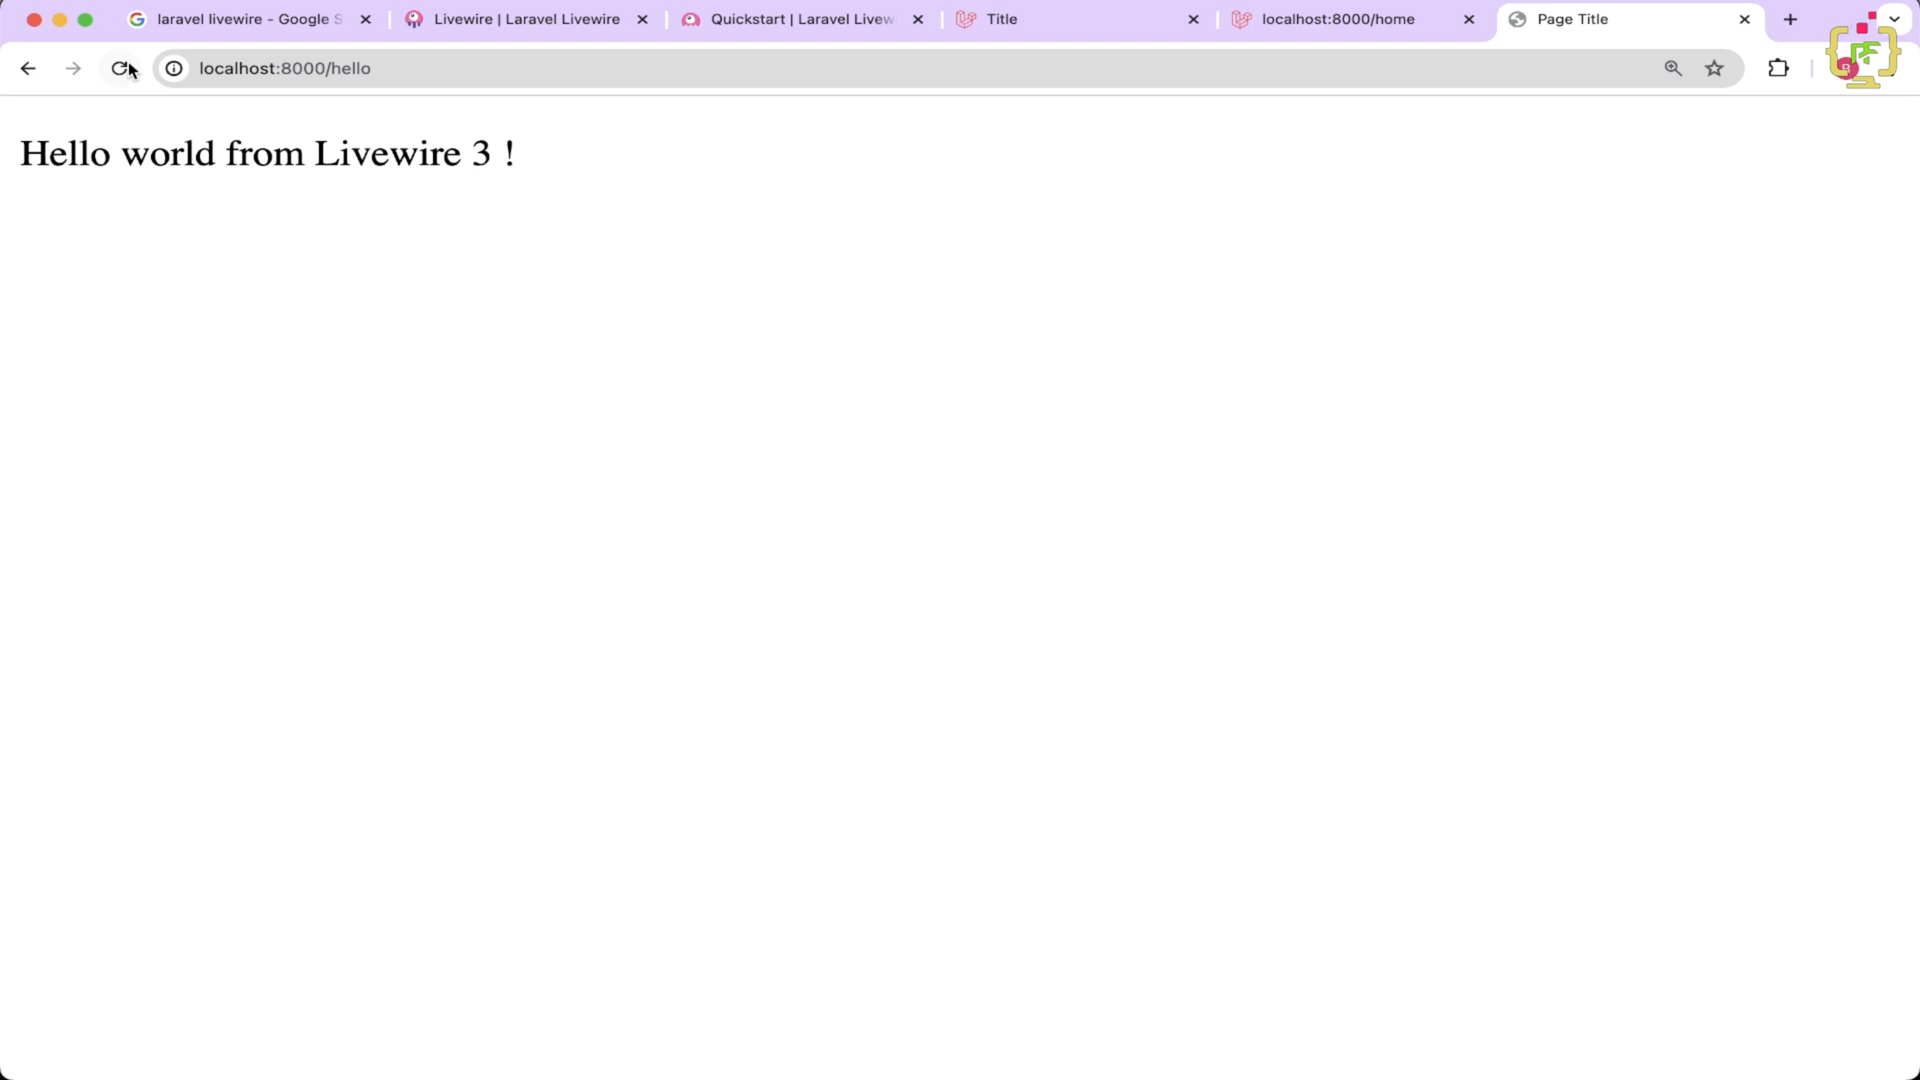 laravel livewire - Google S
Livewire | Laravel Livewire
Quickstart | Laravel Livew
Title
localhost:8000/home
Page Title
localhost:8000/hello
Hello world from Livewire 3 !